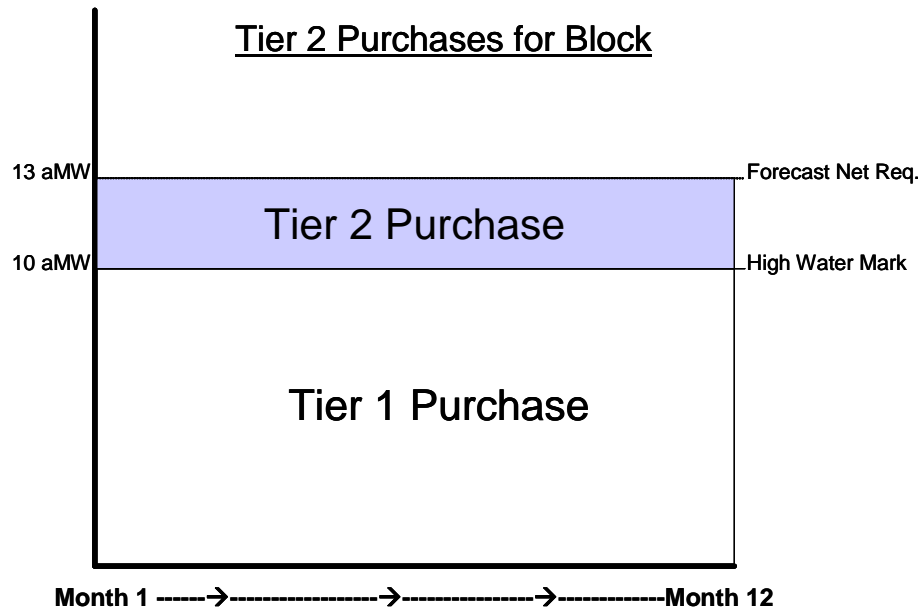 Tier 2 Purchases for Block
13 aMW
Forecast Net Req.
Tier 2 Purchase
10 aMW
High Water Mark
Tier 1 Purchase
Month 1 ------→------------------→----------------→-------------Month 12